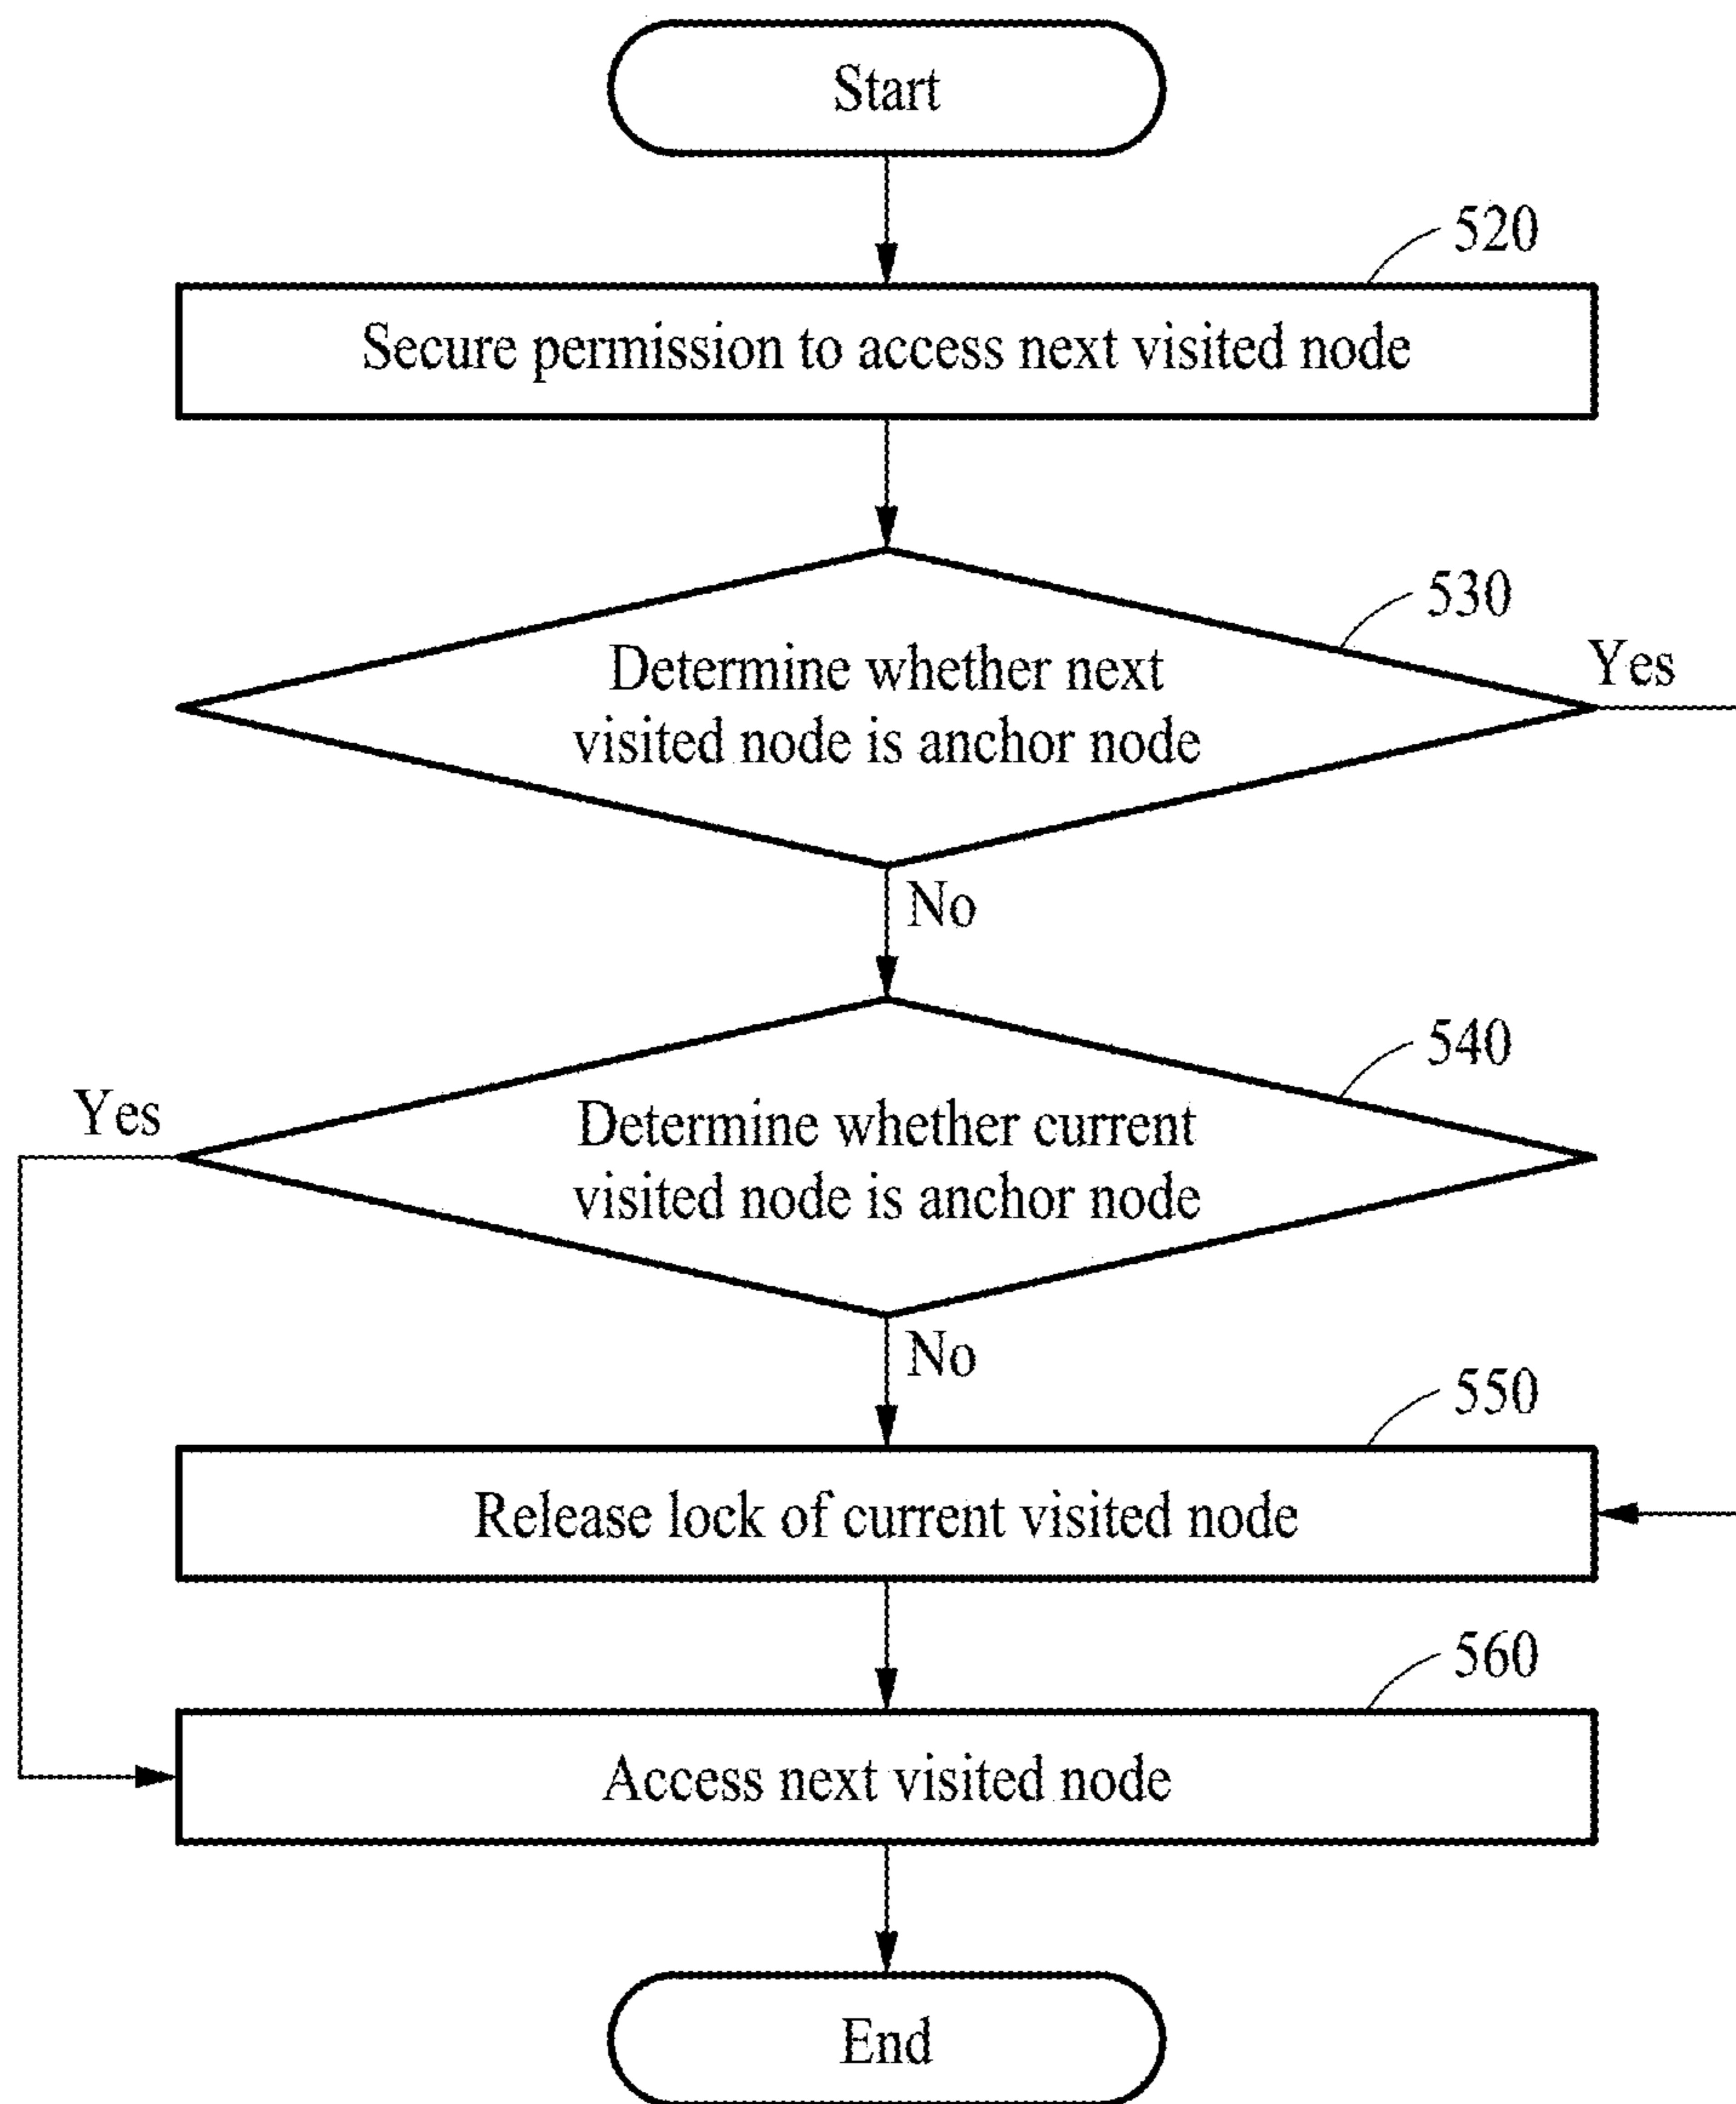 Start
520
Secure permission to access next visited node
530
Determine whether next
visited node is anchor node
Yes
No
540
Determine whether current
visited node is anchor node
Yes
No
550
Release lock of current visited node
560
Access next visited node
End